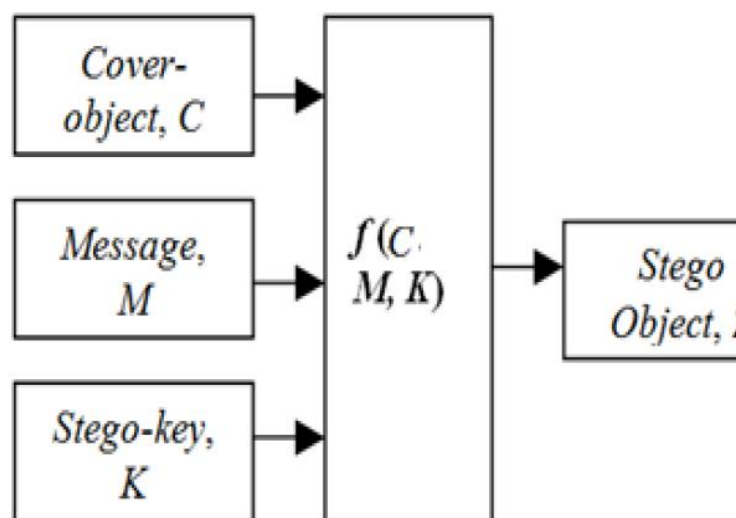 Cover-
object, C
Message,
M
Stego-key,
K
f(C
M, K)
Stego
Object,